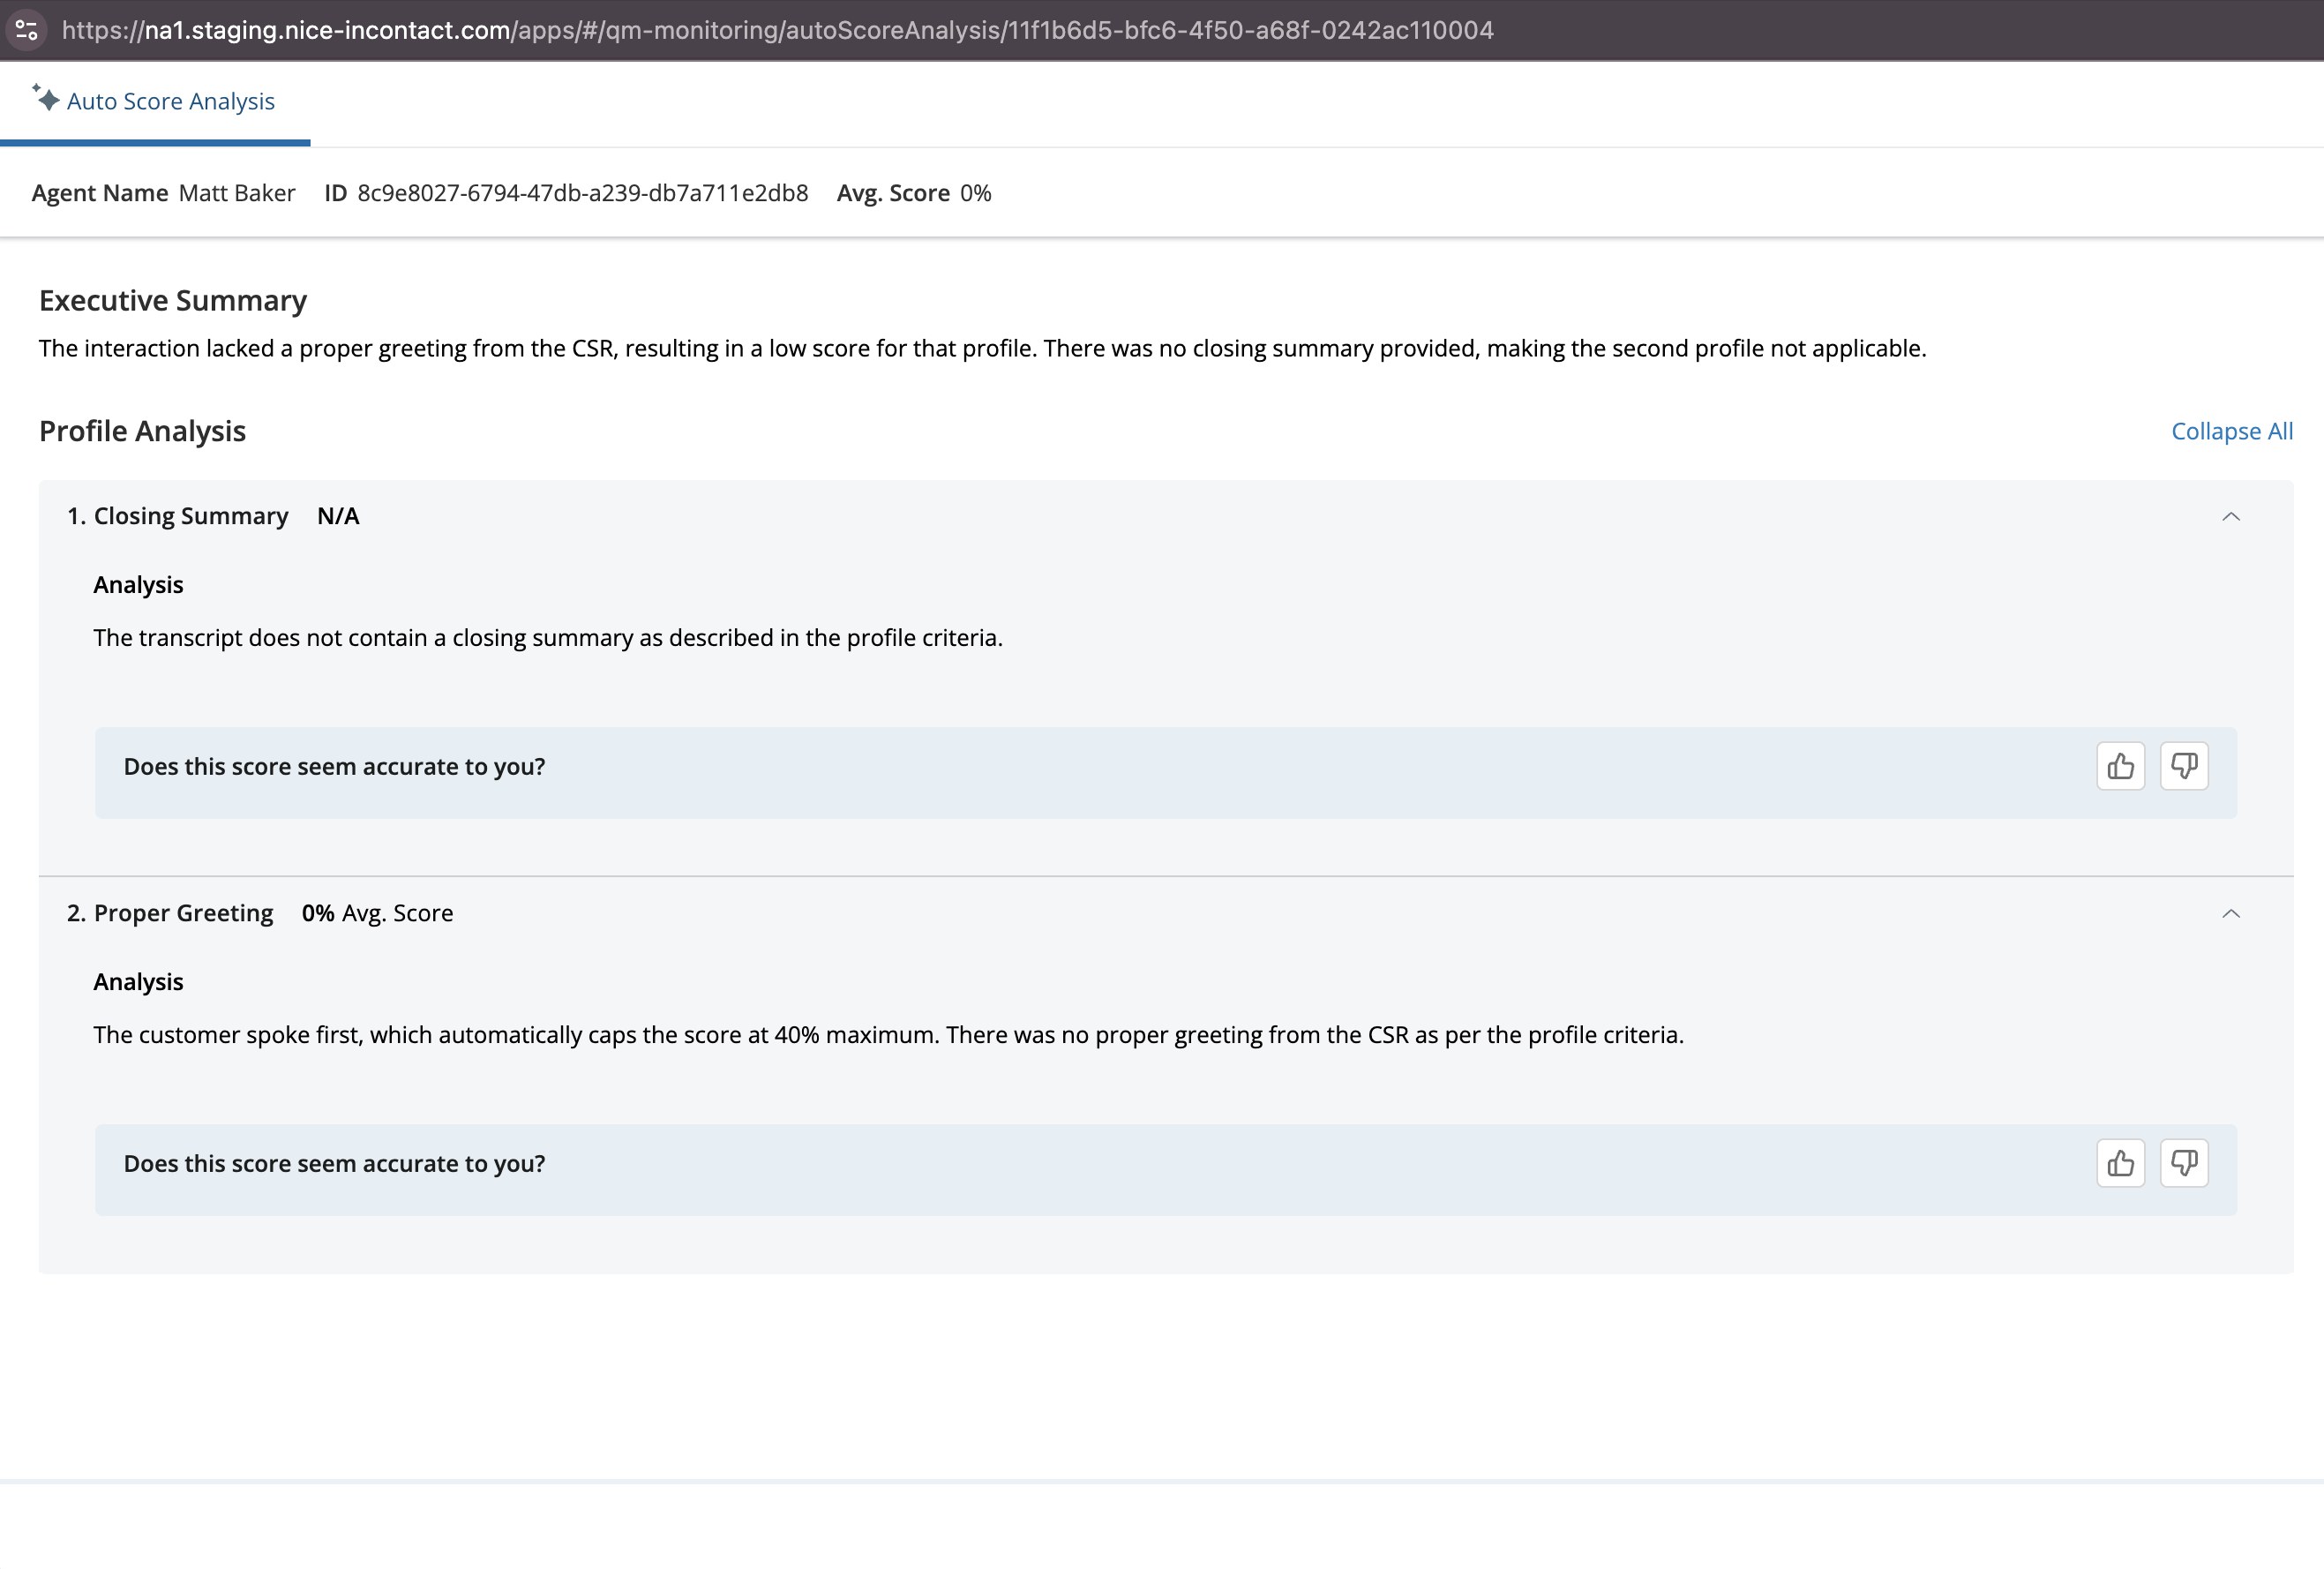 https://na1.staging.nice-incontact.com/apps/#/qm-monitoring/autoScoreAnalysis/11f1b6d5-bfc6-4f50-a68f-0242ac110004
Auto Score Analysis
Agent Name Matt Baker ID 8c9e8027-6794-47db-a239-db7a711e2db8 Avg. Score 0%
Executive Summary
The interaction lacked a proper greeting from the CSR, resulting in a low score for that profile. There was no closing summary provided, making the second profile not applicable.
Profile Analysis Collapse All
1. Closing Summary N/A
Analysis
The transcript does not contain a closing summary as described in the profile criteria.
Does this score seem accurate to you?
2. Proper Greeting 0% Avg. Score
Analysis
The customer spoke first, which automatically caps the score at 40% maximum. There was no proper greeting from the CSR as per the profile criteria.
Does this score seem accurate to you?